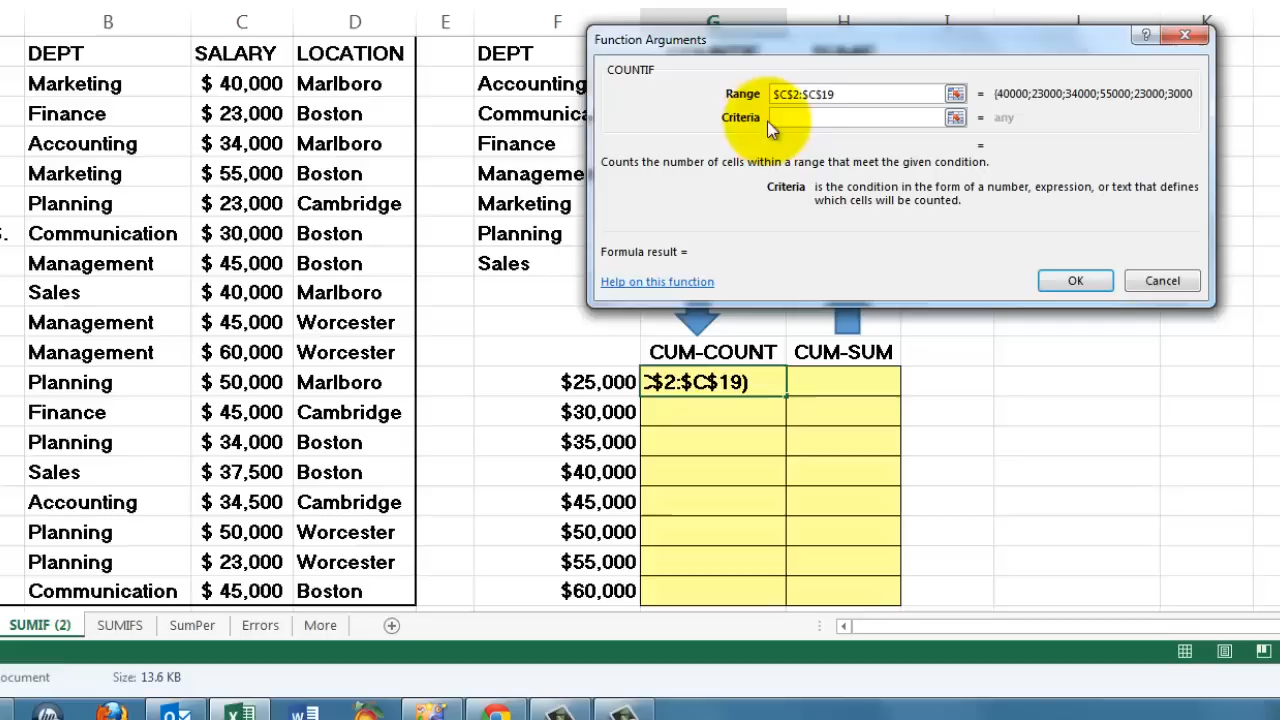 B C D E F G H I J K
DEPT SALARY LOCATION DEPT
Marketing $ 40,000 Marlboro Accounting
Finance $ 23,000 Boston Communica
Accounting $ 34,000 Marlboro Finance
Marketing $ 55,000 Boston Manageme
Planning $ 23,000 Cambridge Marketing
s. Communication $ 30,000 Boston Planning
Management $ 45,000 Boston Sales
Sales $ 40,000 Marlboro
Management $ 45,000 Worcester
Management $ 60,000 Worcester CUM-COUNT CUM-SUM
Planning $ 50,000 Marlboro $25,000 C$2:$C$19)
Finance $ 45,000 Cambridge $30,000
Planning $ 34,000 Boston $35,000
Sales $ 37,500 Boston $40,000
Accounting $ 34,500 Cambridge $45,000
Planning $ 50,000 Worcester $50,000
Planning $ 23,000 Worcester $55,000
Communication $ 45,000 Boston $60,000
Function Arguments
?
COUNTIF
Range $C$2:$C$19 = {40000;23000;34000;55000;23000;3000
Criteria = any
=
Counts the number of cells within a range that meet the given condition.
Criteria is the condition in the form of a number, expression, or text that defines
which cells will be counted.
Formula result =
Help on this function OK Cancel
SUMIF (2) SUMIFS SumPer Errors More
ocument Size: 13.6 KB